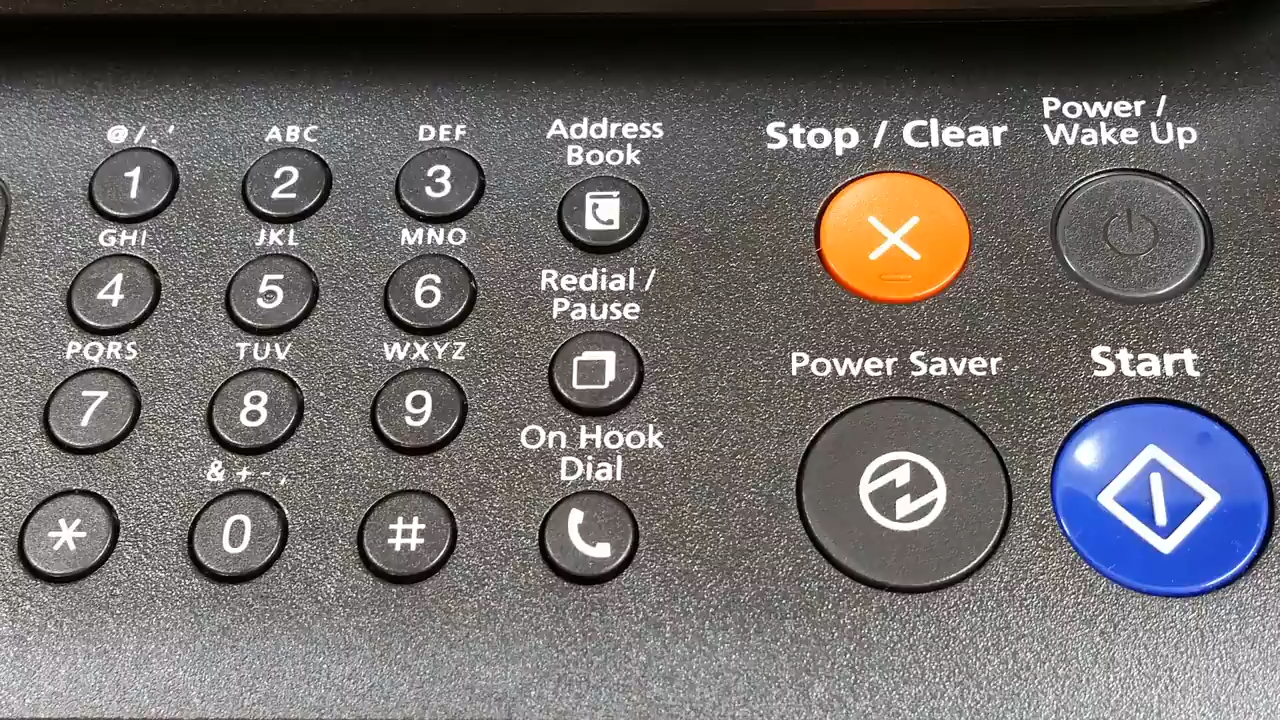 @/.'
ABC
DEF
1
2
3
GHI
JKL
MNO
4
5
6
PQRS
TUV
WXYZ
7
8
9
& + - ,
*
0
#
Address
Book
Redial /
Pause
On Hook
Dial
Stop / Clear
Power /
Wake Up
Power Saver
Start